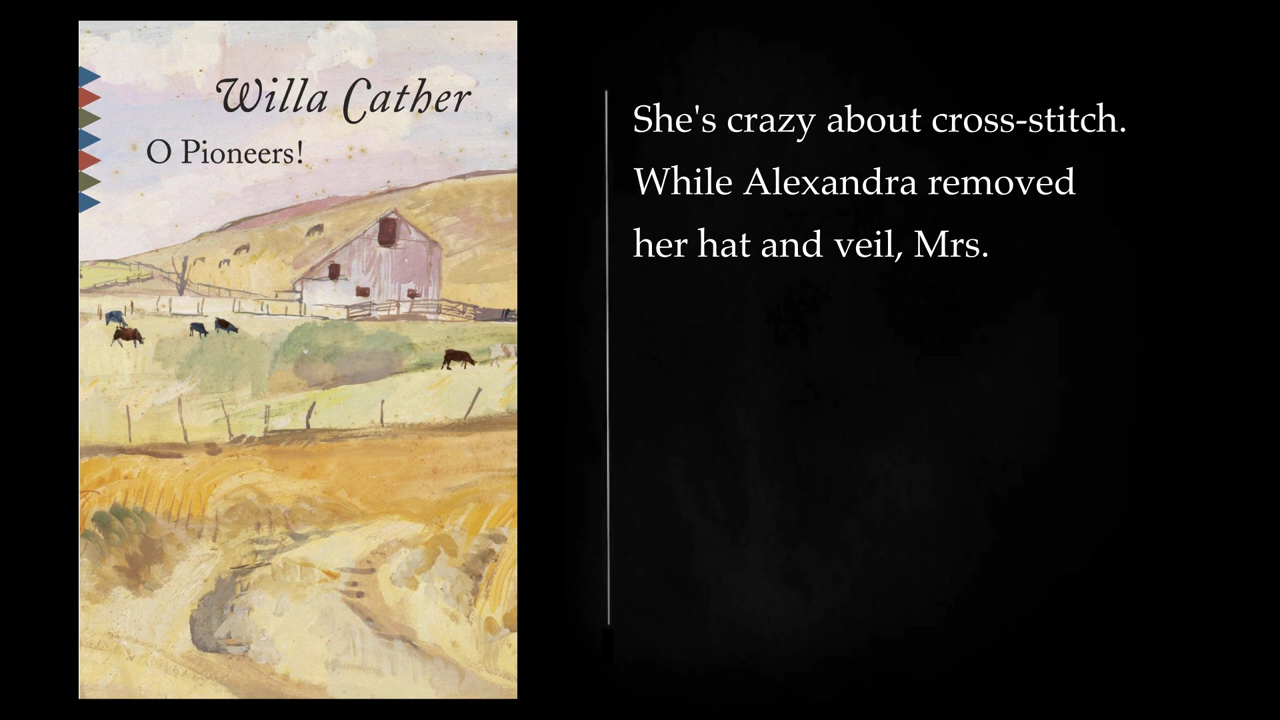 Willa Cather
O Pioneers!
She's crazy about cross-stitch.
While Alexandra removed
her hat and veil, Mrs.